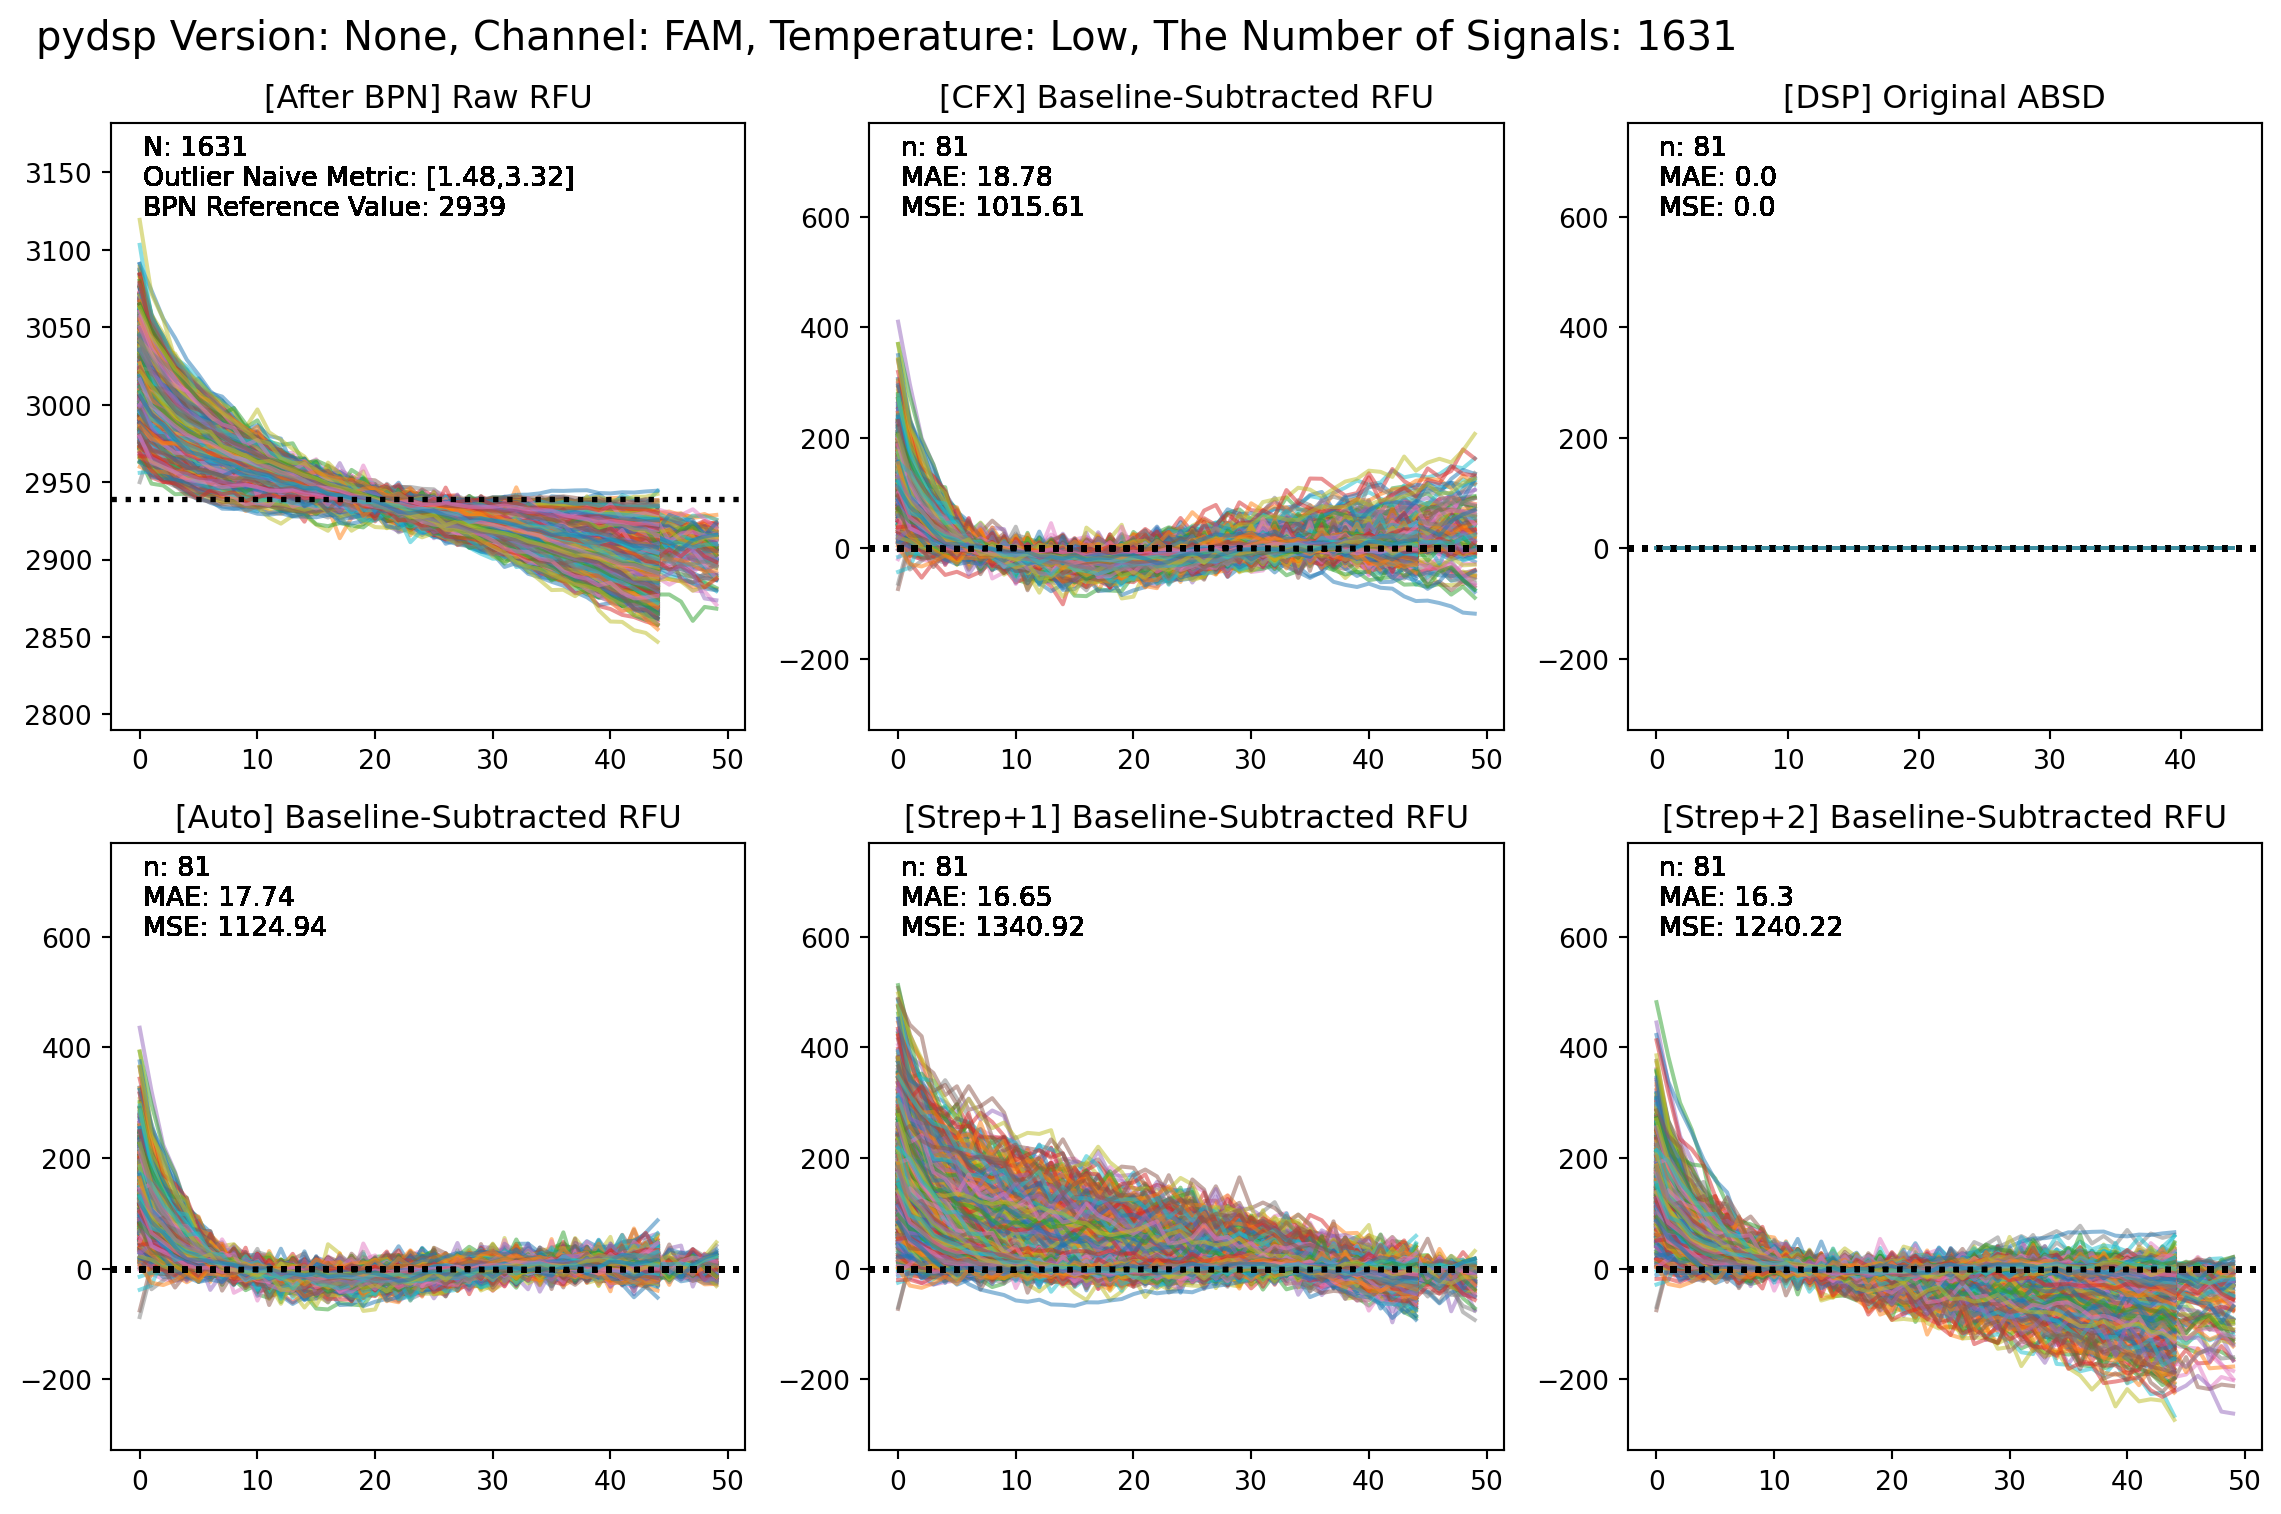 pydsp Version: None, Channel: FAM, Temperature: Low, The Number of Signals: 1631
[After BPN] Raw RFU
N: 1631
Outlier Naive Metric: [1.48,3.32]
BPN Reference Value: 2939
3150
3100
3050
3000
2950
2900
2850
2800
0 10 20 30 40 50
[CFX] Baseline-Subtracted RFU
n: 81
MAE: 18.78
MSE: 1015.61
600
400
200
0
−200
0 10 20 30 40 50
[DSP] Original ABSD
n: 81
MAE: 0.0
MSE: 0.0
600
400
200
0
−200
0 10 20 30 40
[Auto] Baseline-Subtracted RFU
n: 81
MAE: 17.74
MSE: 1124.94
600
400
200
0
−200
0 10 20 30 40 50
[Strep+1] Baseline-Subtracted RFU
n: 81
MAE: 16.65
MSE: 1340.92
600
400
200
0
−200
0 10 20 30 40 50
[Strep+2] Baseline-Subtracted RFU
n: 81
MAE: 16.3
MSE: 1240.22
600
400
200
0
−200
0 10 20 30 40 50